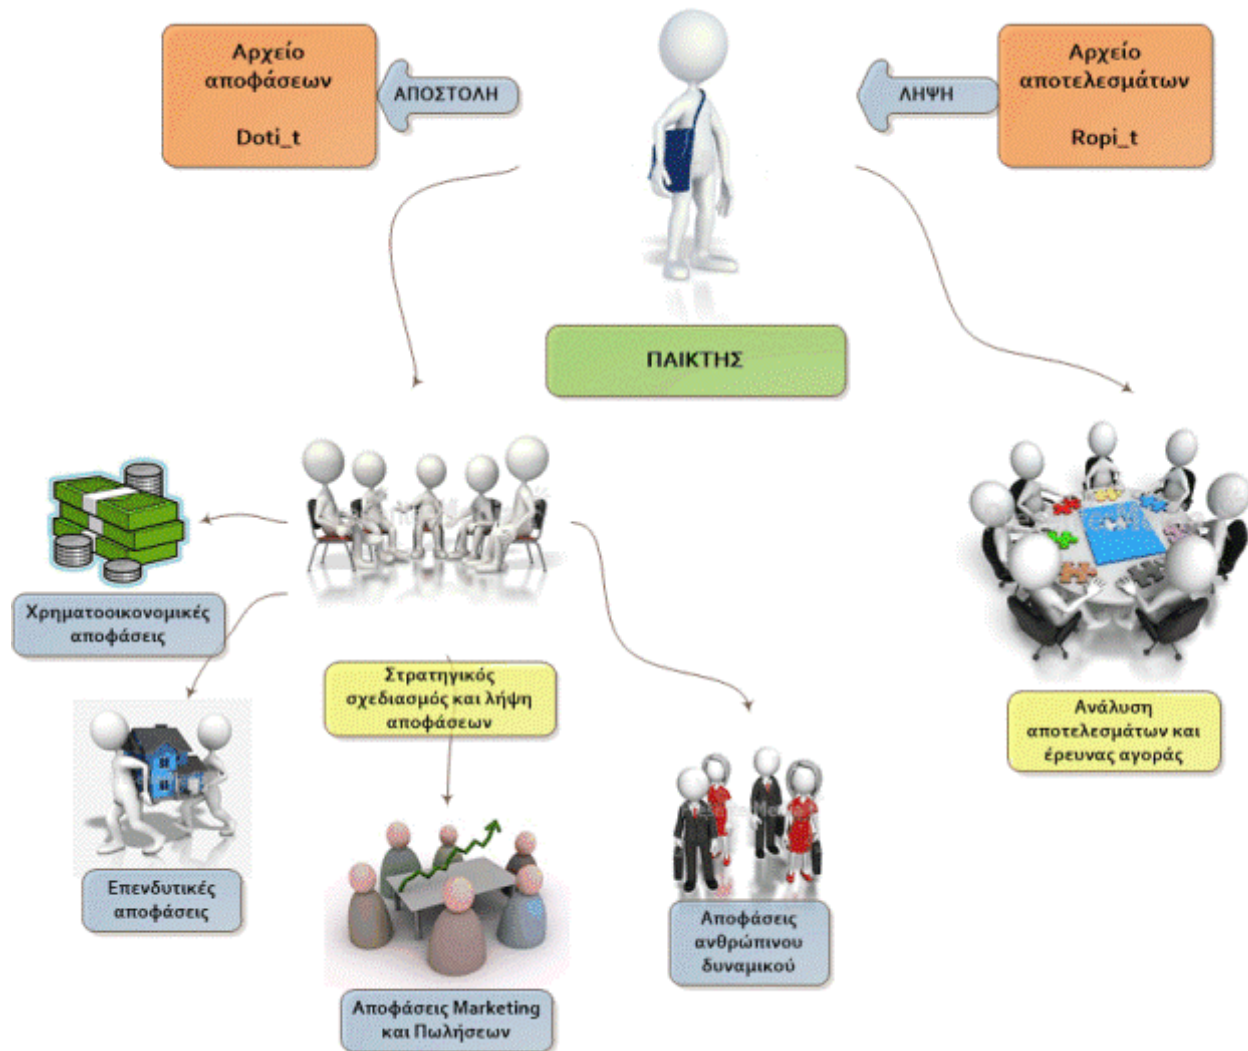 Αρχείο
αποφάσεων
Doti_t
ΑΠΟΣΤΟΛΗ
ΛΗΨΗ
Αρχείο
αποτελεσμάτων
Ropi_t
ΠΑΙΚΤΗΣ
Χρηματοοικονομικές
αποφάσεις
Στρατηγικός
σχεδιασμός και λήψη
αποφάσεων
Ανάλυση
αποτελεσμάτων και
έρευνας αγοράς
Επενδυτικές
αποφάσεις
Αποφάσεις
ανθρώπινου
δυναμικού
Αποφάσεις Marketing
και Πωλήσεων